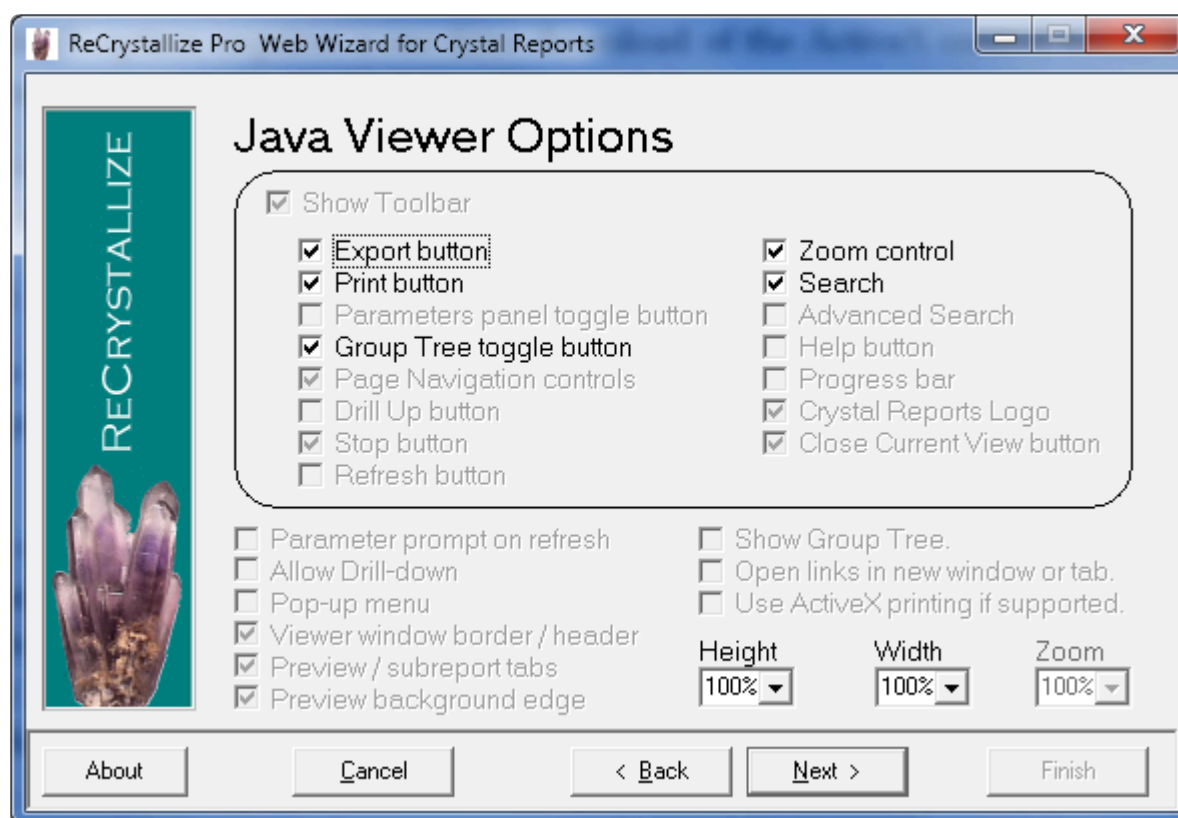 ReCrystallize Pro Web Wizard for Crystal Reports
RECRYSTALLIZE
Java Viewer Options
Show Toolbar
Export button
Print button
Parameters panel toggle button
Group Tree toggle button
Page Navigation controls
Drill Up button
Stop button
Refresh button
Zoom control
Search
Advanced Search
Help button
Progress bar
Crystal Reports Logo
Close Current View button
Parameter prompt on refresh
Allow Drill-down
Pop-up menu
Viewer window border / header
Preview / subreport tabs
Preview background edge
Show Group Tree.
Open links in new window or tab.
Use ActiveX printing if supported.
Height Width Zoom
100% 100% 100%
About Cancel < Back Next > Finish